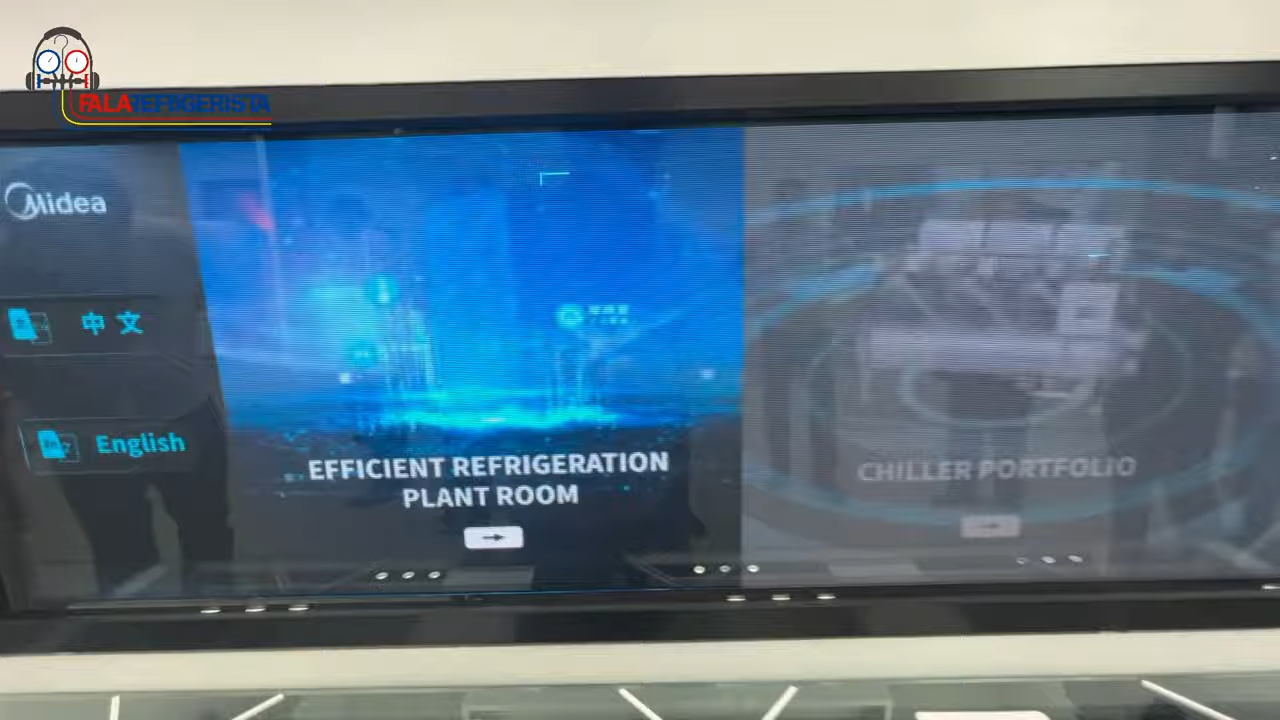 FALAREFRIGERISTA
Midea
中文
English
EFFICIENT REFRIGERATION
PLANT ROOM
CHILLER PORTFOLIO